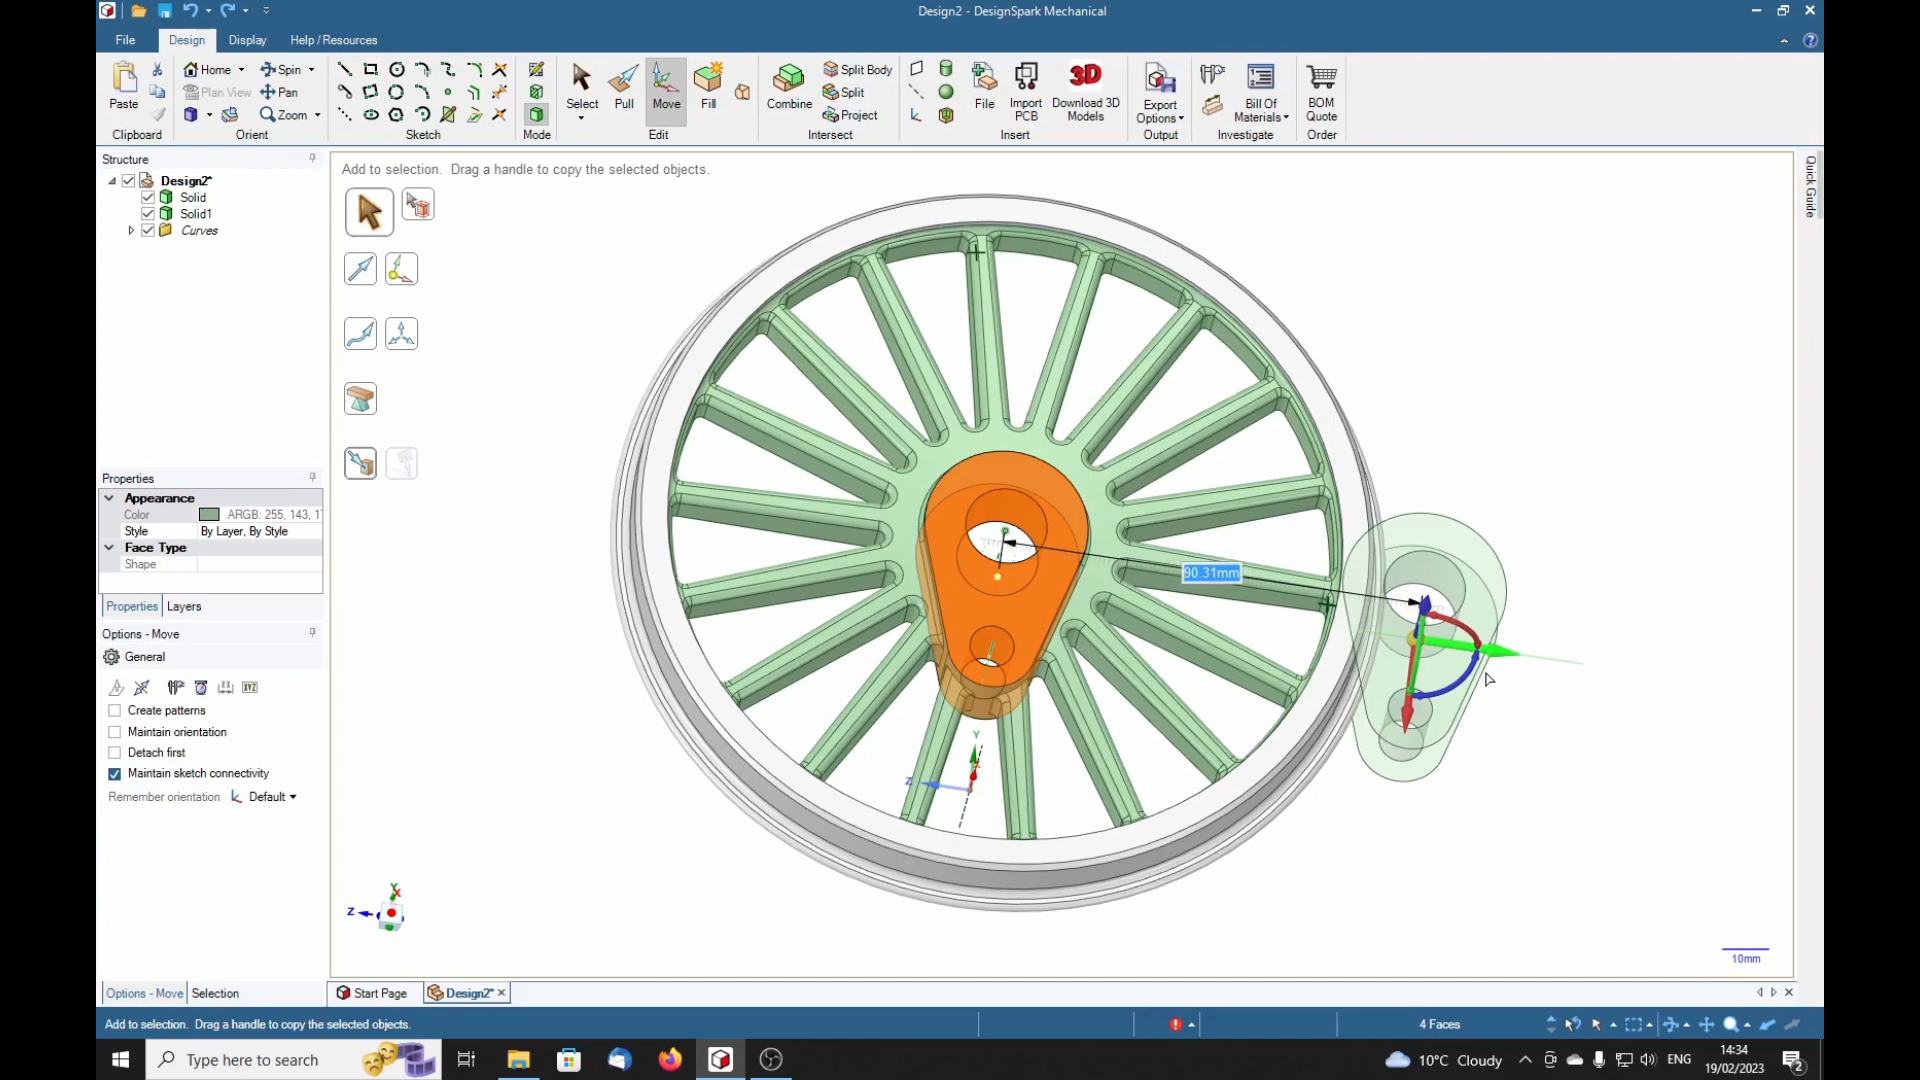 Design2 - DesignSpark Mechanical
File Design Display Help / Resources
Paste
Clipboard
Home Spin
Plan View Pan
Zoom
Orient
Sketch
Mode
Select Pull Move Fill
Edit
Combine
Split Body
Split
Project
Intersect
File
Import PCB
3D
Download 3D Models
Insert
Export Options
Output
Bill Of Materials
Investigate
BOM Quote
Order
Structure
Design2*
Solid
Solid1
Curves
Add to selection. Drag a handle to copy the selected objects.
Quick Guide
90.31mm
Y
Z
Properties
Appearance
Color ARGB: 255, 143, 1
Style By Layer, By Style
Face Type
Shape
Properties Layers
Options - Move
General
XYZ
Create patterns
Maintain orientation
Detach first
Maintain sketch connectivity
Remember orientation Default
Y
X
Z
10mm
Options - Move Selection
Start Page Design2*
Add to selection. Drag a handle to copy the selected objects.
4 Faces
Type here to search
10°C Cloudy
ENG
14:34
19/02/2023
2